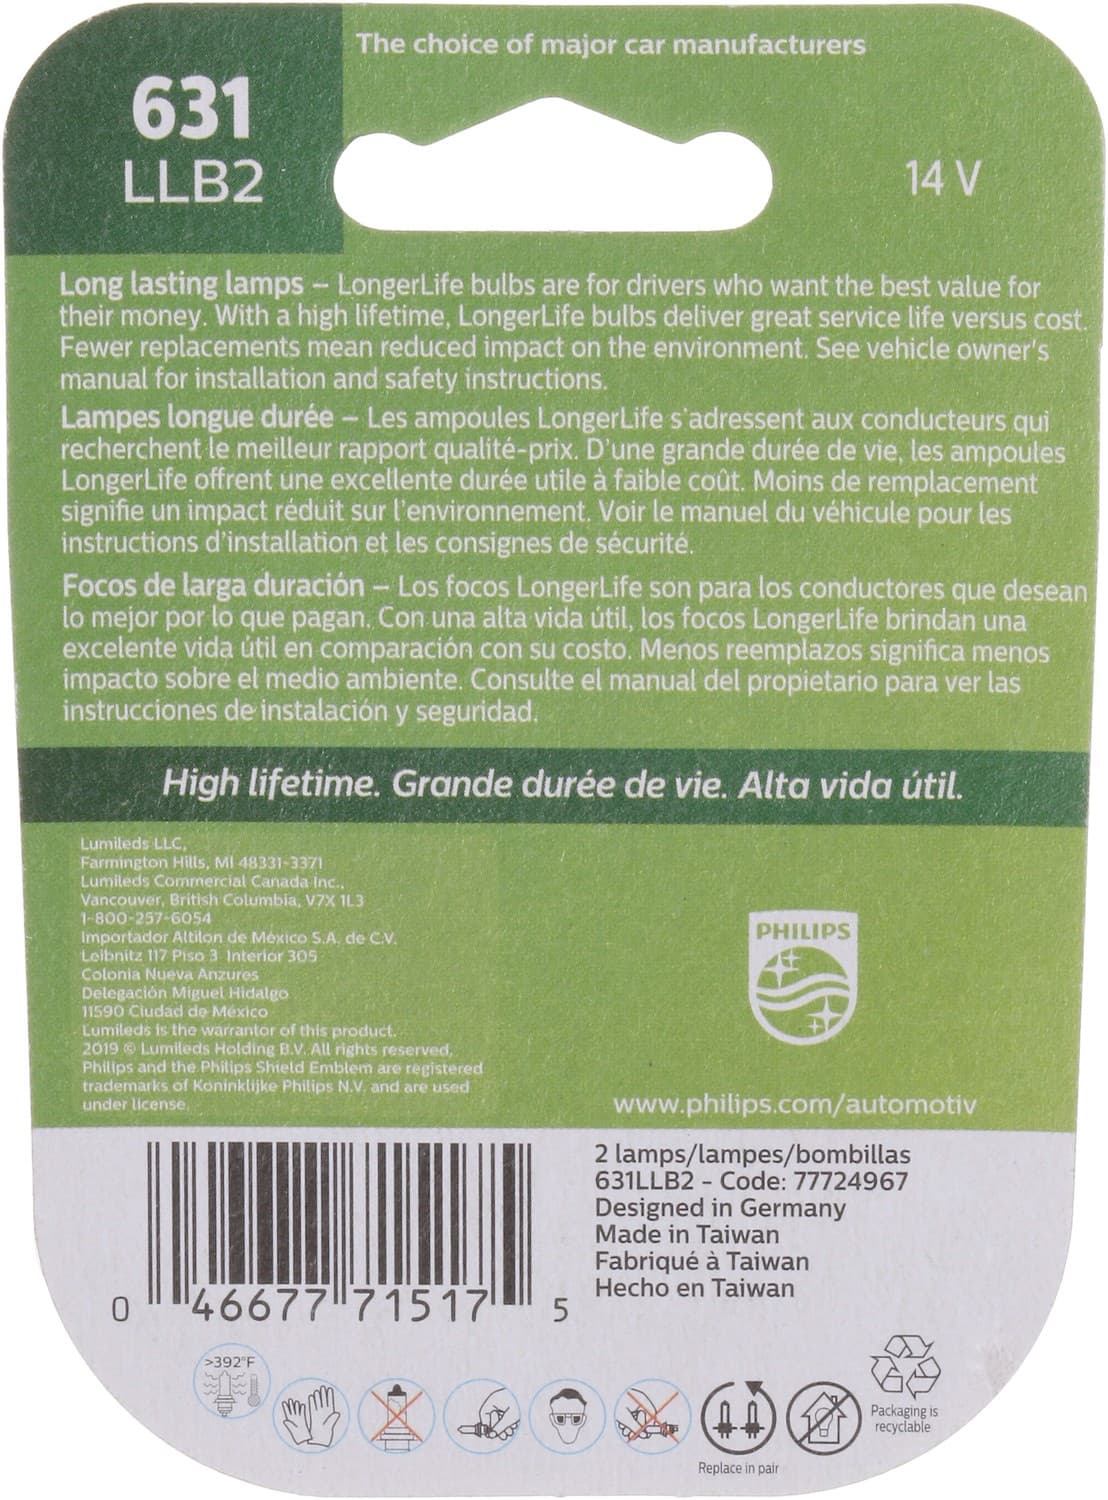 The choice of major car manufacturers
631
LLB2
14 V
Long lasting lamps – LongerLife bulbs are for drivers who want the best value for
their money. With a high lifetime, LongerLife bulbs deliver great service life versus cost.
Fewer replacements mean reduced impact on the environment. See vehicle owner's
manual for installation and safety instructions.
Lampes longue durée – Les ampoules LongerLife s'adressent aux conducteurs qui
recherchent le meilleur rapport qualité-prix. D'une grande durée de vie, les ampoules
LongerLife offrent une excellente durée utile à faible coût. Moins de remplacement
signifie un impact réduit sur l'environnement. Voir le manuel du véhicule pour les
instructions d'installation et les consignes de sécurité.
Focos de larga duración – Los focos LongerLife son para los conductores que desean
lo mejor por lo que pagan. Con una alta vida útil, los focos LongerLife brindan una
excelente vida útil en comparación con su costo. Menos reemplazos significa menos
impacto sobre el medio ambiente. Consulte el manual del propietario para ver las
instrucciones de instalación y seguridad.
High lifetime. Grande durée de vie. Alta vida útil.
Lumileds LLC,
Farmington Hills, MI 48331-3371
Lumileds Commercial Canada Inc.,
Vancouver, British Columbia, V7X 1L3
1-800-257-6054
Importador Altilon de México S.A. de C.V.
Leibnitz 117 Piso 3 Interior 305
Colonia Nueva Anzures
Delegación Miguel Hidalgo
11590 Ciudad de México
Lumileds is the warrantor of this product.
2019 © Lumileds Holding B.V. All rights reserved,
Philips and the Philips Shield Emblem are registered
trademarks of Koninklijke Philips N.V. and are used
under license.
PHILIPS
www.philips.com/automotiv
2 lamps/lampes/bombillas
631LLB2 - Code: 77724967
Designed in Germany
Made in Taiwan
Fabriqué à Taiwan
Hecho en Taiwan
0 46677 71517 5
>392°F
Replace in pair
Packaging is
recyclable